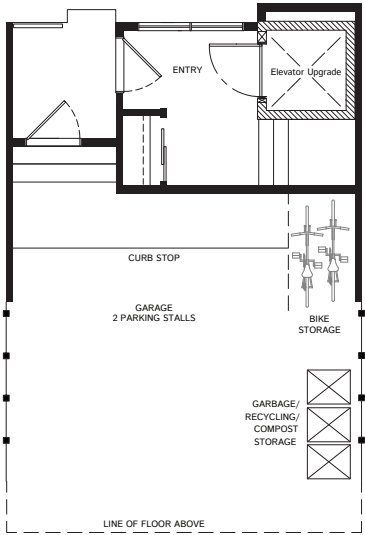 ENTRY
Elevator Upgrade
CURB STOP
GARAGE
2 PARKING STALLS
BIKE
STORAGE
GARBAGE/
RECYCLING/
COMPOST
STORAGE
LINE OF FLOOR ABOVE